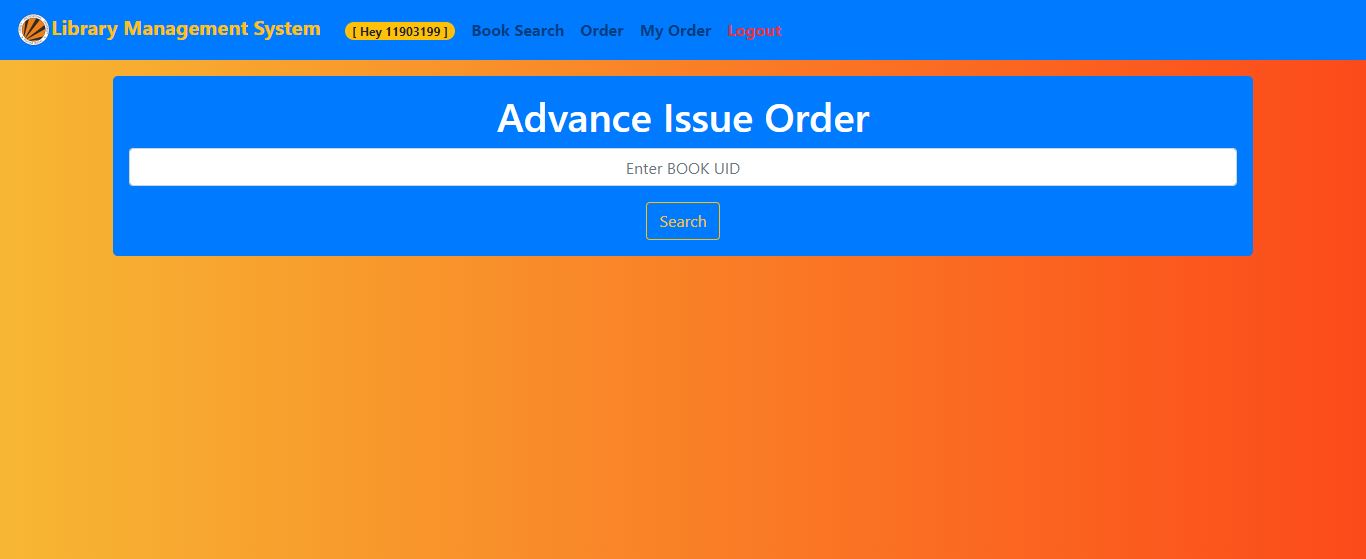 Library Management System [ Hey 11903199 ] Book Search Order My Order Logout
Advance Issue Order
Enter BOOK UID
Search